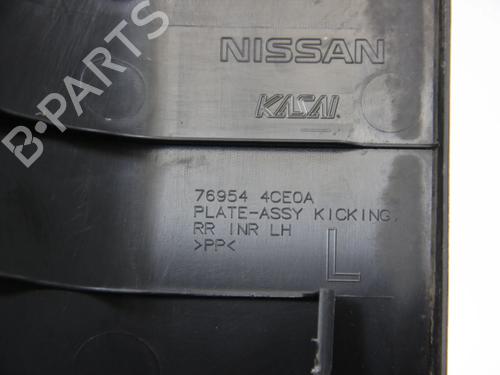 NISSAN
KASAI.
76954 4CE0A
PLATE-ASSY KICKING,
RR INR LH
>PP<
L
B-PARTS